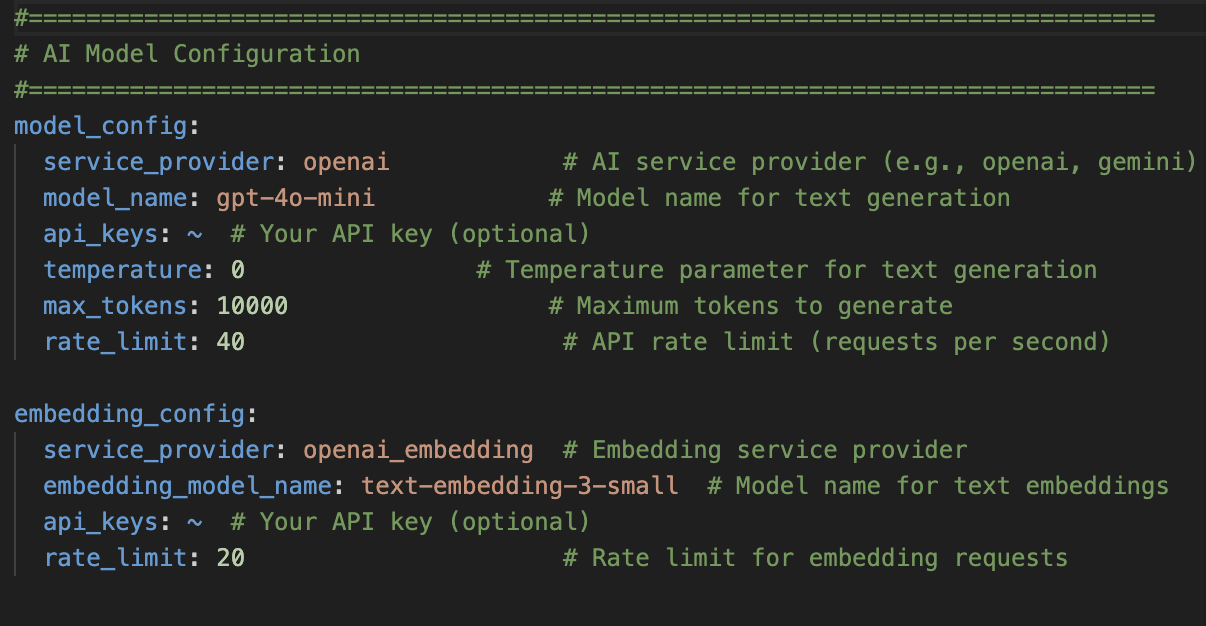 #==============================================================================
# AI Model Configuration
#==============================================================================
model_config:
  service_provider: openai            # AI service provider (e.g., openai, gemini)
  model_name: gpt-4o-mini            # Model name for text generation
  api_keys: ~  # Your API key (optional)
  temperature: 0                # Temperature parameter for text generation
  max_tokens: 10000                  # Maximum tokens to generate
  rate_limit: 40                      # API rate limit (requests per second)

embedding_config:
  service_provider: openai_embedding  # Embedding service provider
  embedding_model_name: text-embedding-3-small  # Model name for text embeddings
  api_keys: ~  # Your API key (optional)
  rate_limit: 20                      # Rate limit for embedding requests